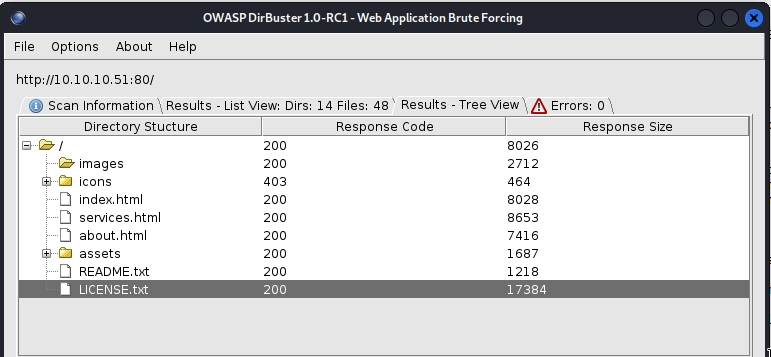 OWASP DirBuster 1.0-RC1 - Web Application Brute Forcing
File Options About Help
http://10.10.10.51:80/
Scan Information Results - List View: Dirs: 14 Files: 48 Results - Tree View Errors: 0
Directory Stucture Response Code Response Size
/ 200 8026
images 200 2712
icons 403 464
index.html 200 8028
services.html 200 8653
about.html 200 7416
assets 200 1687
README.txt 200 1218
LICENSE.txt 200 17384